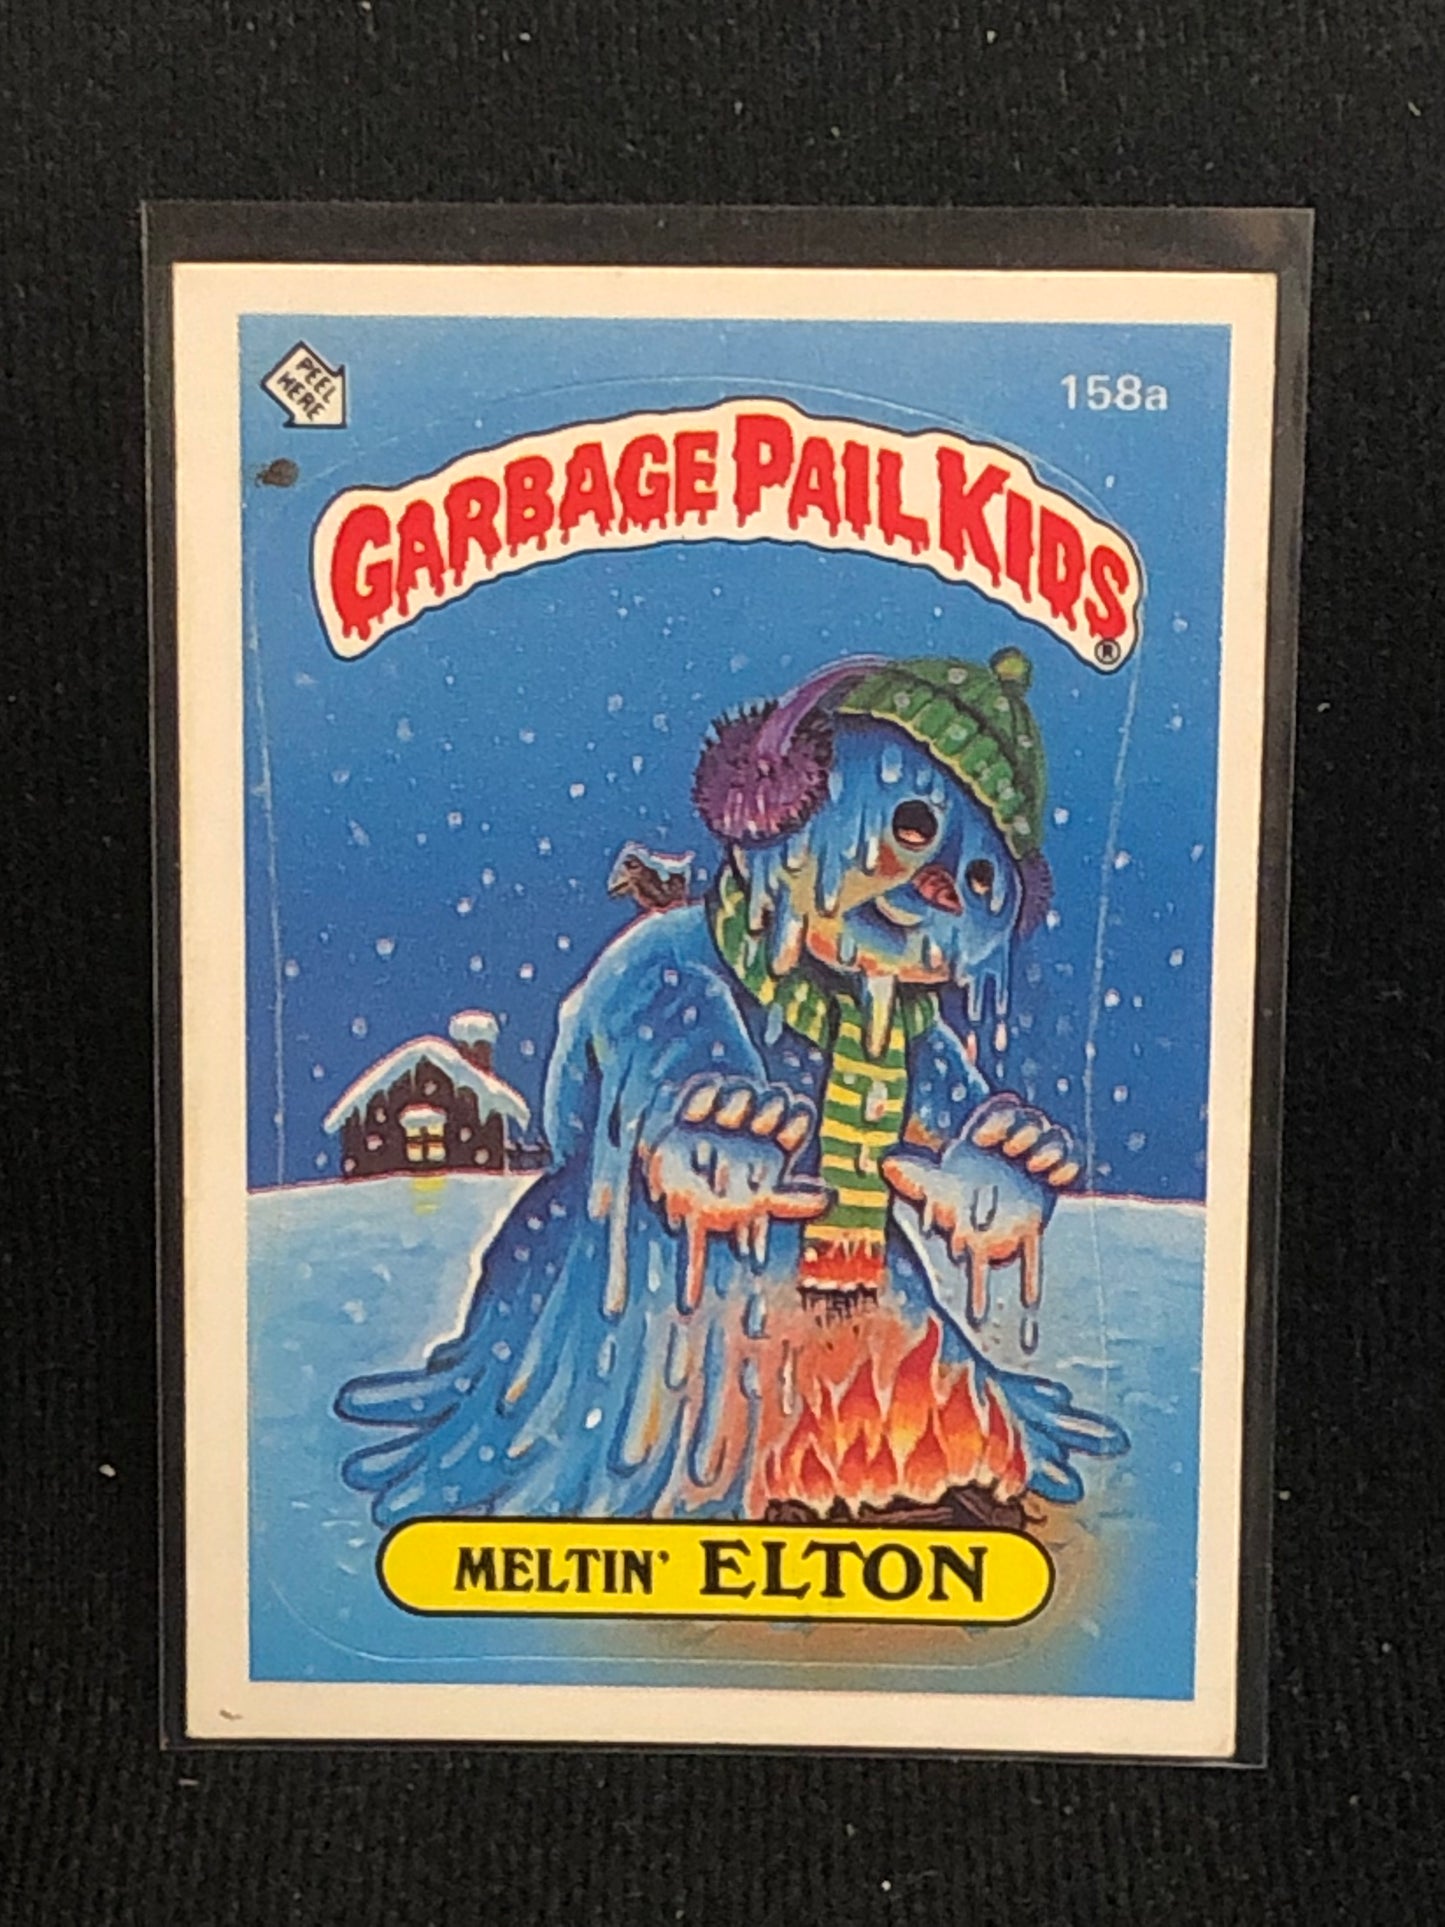 PEEL
HERE
158a
GARBAGE PAIL KIDS
®
MELTIN' ELTON